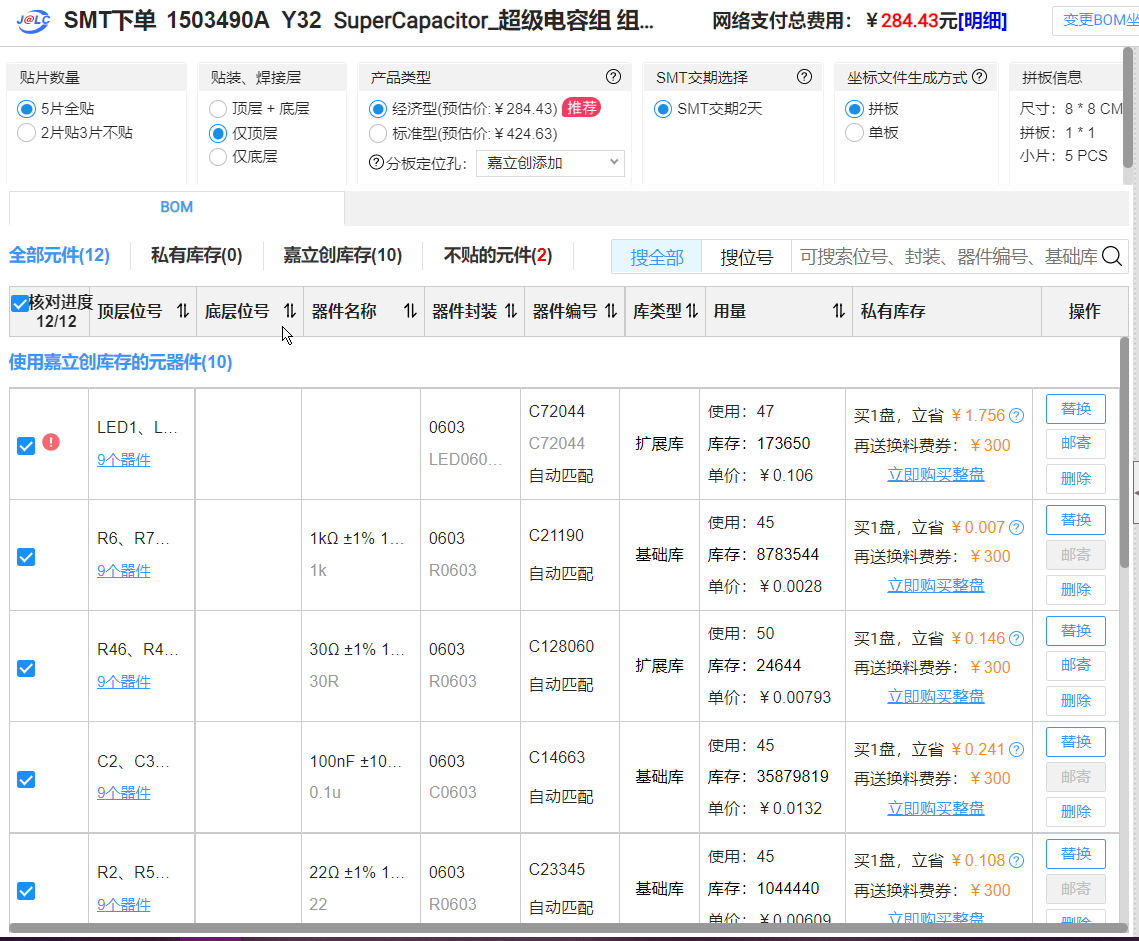 J@LC SMT下单 1503490A Y32 SuperCapacitor_超级电容组 组... 网络支付总费用：￥284.43元[明细] 变更BOM坐
贴片数量
5片全贴
2片贴3片不贴
贴装、焊接层
顶层 + 底层
仅顶层
仅底层
产品类型
经济型(预估价:￥284.43) 推荐
标准型(预估价:￥424.63)
分板定位孔： 嘉立创添加
SMT交期选择
SMT交期2天
坐标文件生成方式
拼板
单板
拼板信息
尺寸： 8 * 8 CM
拼板： 1 * 1
小片： 5 PCS
BOM
全部元件(12) 私有库存(0) 嘉立创库存(10) 不贴的元件(2) 搜全部 搜位号 可搜索位号、封装、器件编号、基础库
核对进度 12/12 顶层位号 底层位号 器件名称 器件封装 器件编号 库类型 用量 私有库存 操作
使用嘉立创库存的元器件(10)
LED1、L...
9个器件
0603
LED060...
C72044
C72044
自动匹配
扩展库
使用： 47
库存： 173650
单价： ￥0.106
买1盘，立省 ￥1.756
再送换料费券： ￥300
立即购买整盘
替换
邮寄
删除
R6、R7...
9个器件
1kΩ ±1% 1...
1k
0603
R0603
C21190
自动匹配
基础库
使用： 45
库存： 8783544
单价： ￥0.0028
买1盘，立省 ￥0.007
再送换料费券： ￥300
立即购买整盘
替换
邮寄
删除
R46、R4...
9个器件
30Ω ±1% 1...
30R
0603
R0603
C128060
自动匹配
扩展库
使用： 50
库存： 24644
单价： ￥0.00793
买1盘，立省 ￥0.146
再送换料费券： ￥300
立即购买整盘
替换
邮寄
删除
C2、C3...
9个器件
100nF ±10...
0.1u
0603
C0603
C14663
自动匹配
基础库
使用： 45
库存： 35879819
单价： ￥0.0132
买1盘，立省 ￥0.241
再送换料费券： ￥300
立即购买整盘
替换
邮寄
删除
R2、R5...
9个器件
22Ω ±1% 1...
22
0603
R0603
C23345
自动匹配
基础库
使用： 45
库存： 1044440
单价： ￥0.00609
买1盘，立省 ￥0.108
再送换料费券： ￥300
立即购买整盘
替换
邮寄
删除